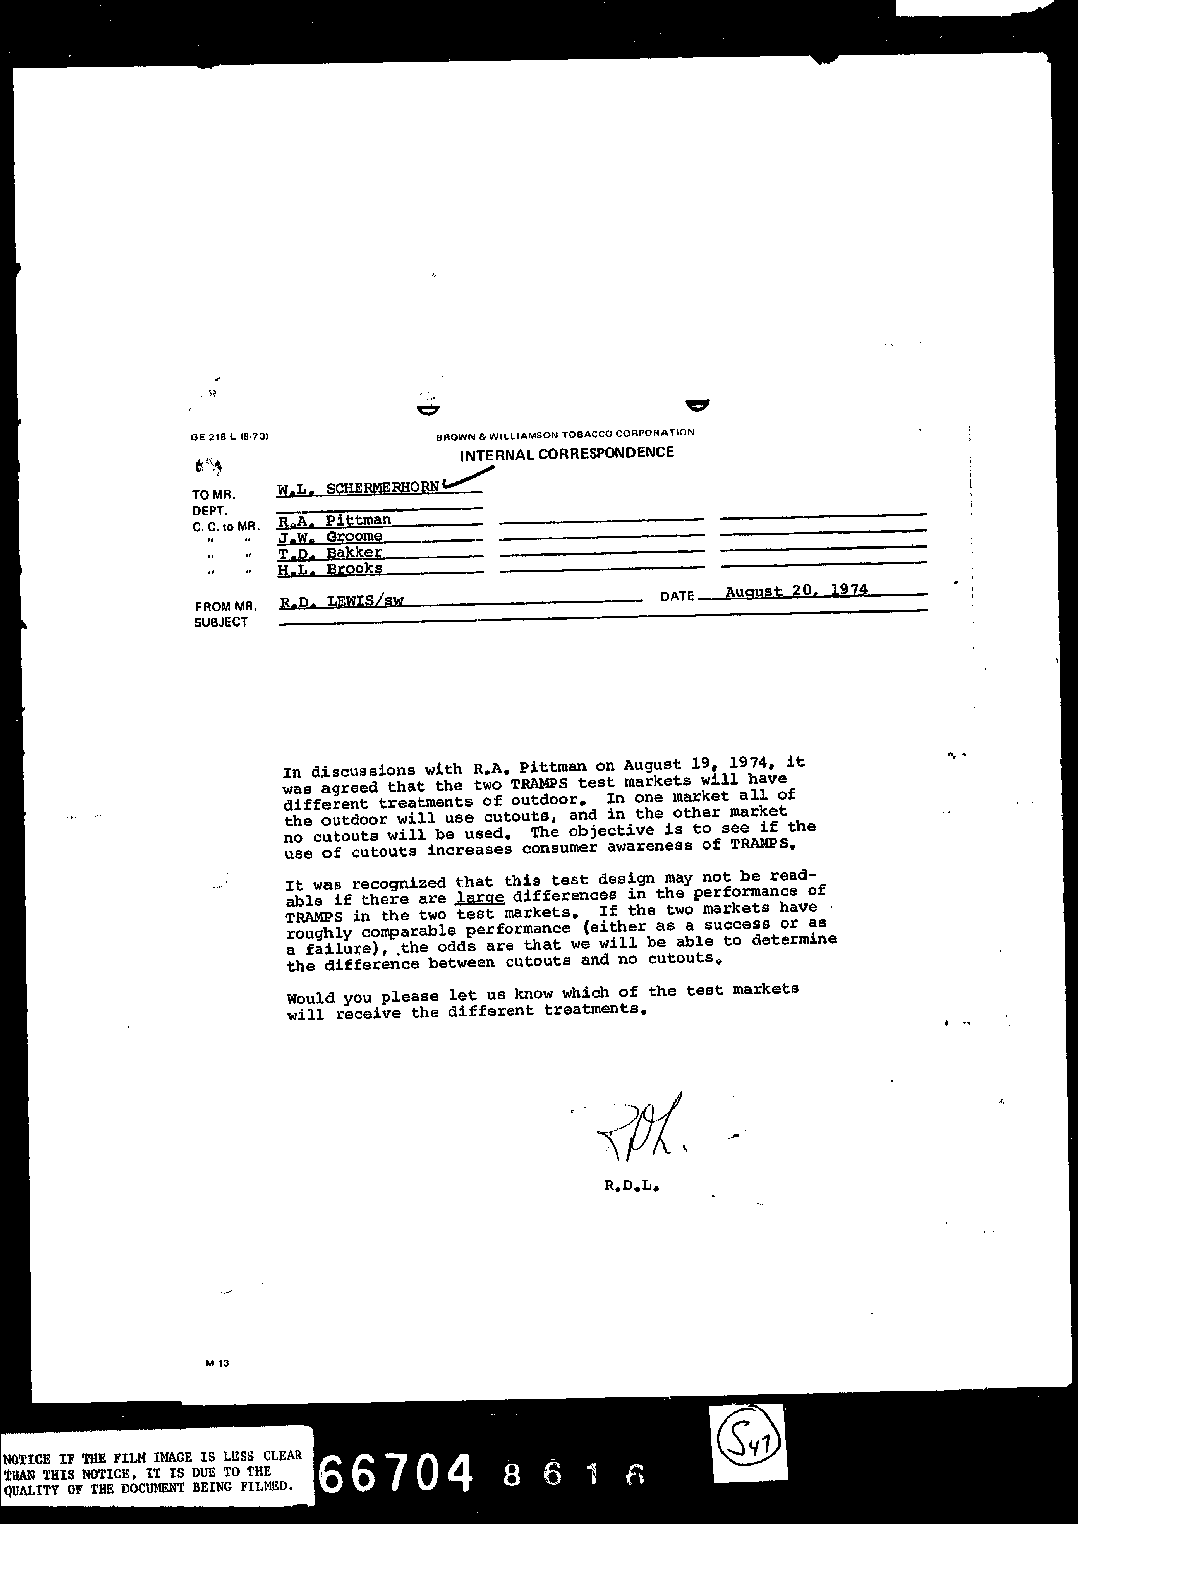 GE 218 L (8-73)
BROWN & WILLIAMSON TOBACCO CORPORATION
INTERNAL CORRESPONDENCE
TO MR. W.L. SCHERMERHORN
DEPT.
C. C. to MR. R.A. Pittman
" " J.W. Groome
" " T.D. Bakker
" " H.L. Brooks
FROM MR. R.D. LEWIS/sw DATE August 20, 1974
SUBJECT
In discussions with R.A. Pittman on August 19, 1974, it
was agreed that the two TRAMPS test markets will have
different treatments of outdoor. In one market all of
the outdoor will use cutouts, and in the other market
no cutouts will be used. The objective is to see if the
use of cutouts increases consumer awareness of TRAMPS.
It was recognized that this test design may not be read-
able if there are large differences in the performance of
TRAMPS in the two test markets. If the two markets have
roughly comparable performance (either as a success or as
a failure), the odds are that we will be able to determine
the difference between cutouts and no cutouts.
Would you please let us know which of the test markets
will receive the different treatments.
RDL.
R.D.L.
M 13
NOTICE IF THE FILM IMAGE IS LESS CLEAR
THAN THIS NOTICE, IT IS DUE TO THE
QUALITY OF THE DOCUMENT BEING FILMED.
66704 8616
S47